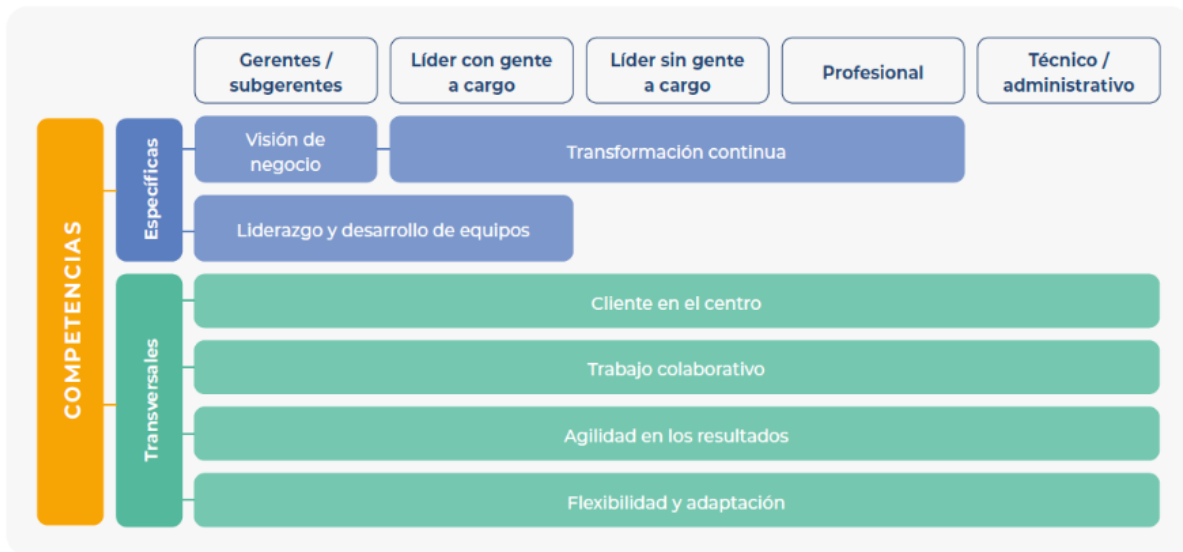 Gerentes /
subgerentes
Líder con gente
a cargo
Líder sin gente
a cargo
Profesional
Técnico /
administrativo
COMPETENCIAS
Específicas
Visión de
negocio
Transformación continua
Liderazgo y desarrollo de equipos
Transversales
Cliente en el centro
Trabajo colaborativo
Agilidad en los resultados
Flexibilidad y adaptación